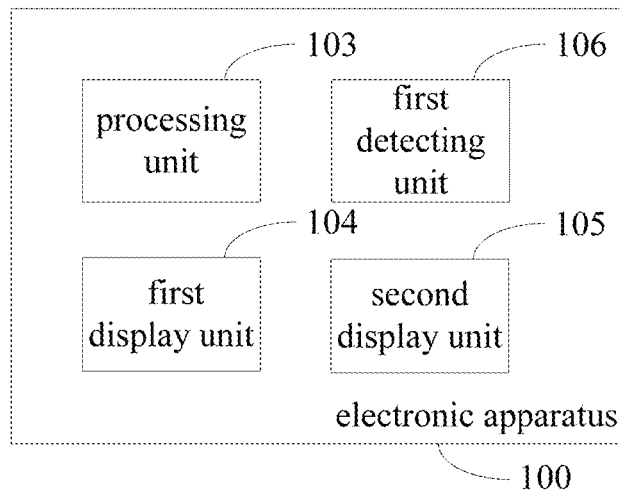 103
106
processing
unit
first
detecting
unit
104
105
first
display unit
second
display unit
electronic apparatus
100